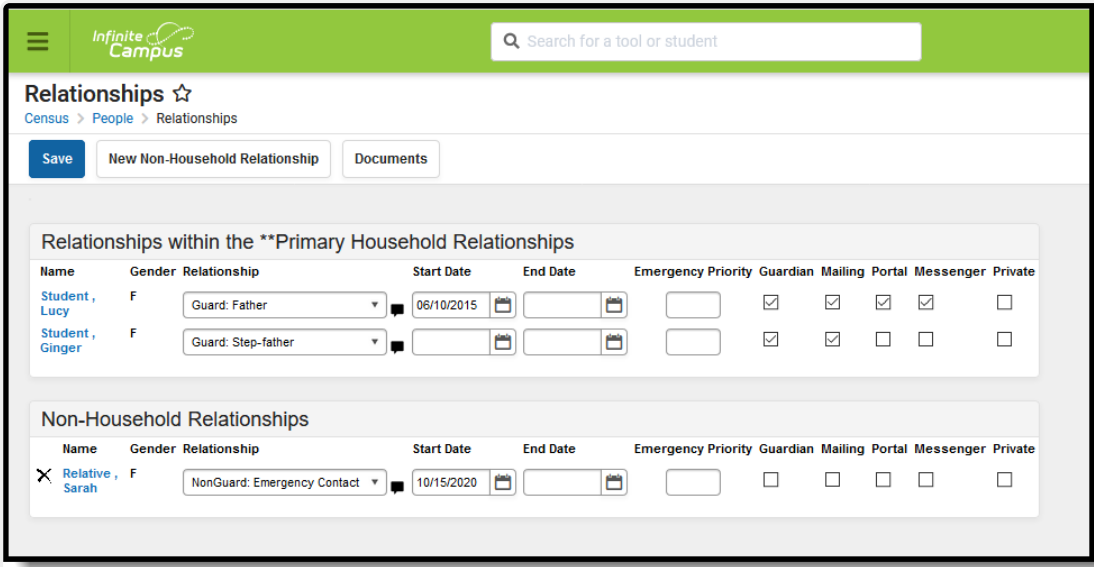 Infinite
Campus
Search for a tool or student
Relationships
Census > People > Relationships
Save New Non-Household Relationship Documents
Relationships within the **Primary Household Relationships
Name Gender Relationship Start Date End Date Emergency Priority Guardian Mailing Portal Messenger Private
Student , F Guard: Father 06/10/2015
Lucy
Student , F Guard: Step-father
Ginger
Non-Household Relationships
Name Gender Relationship Start Date End Date Emergency Priority Guardian Mailing Portal Messenger Private
Relative , F NonGuard: Emergency Contact 10/15/2020
Sarah